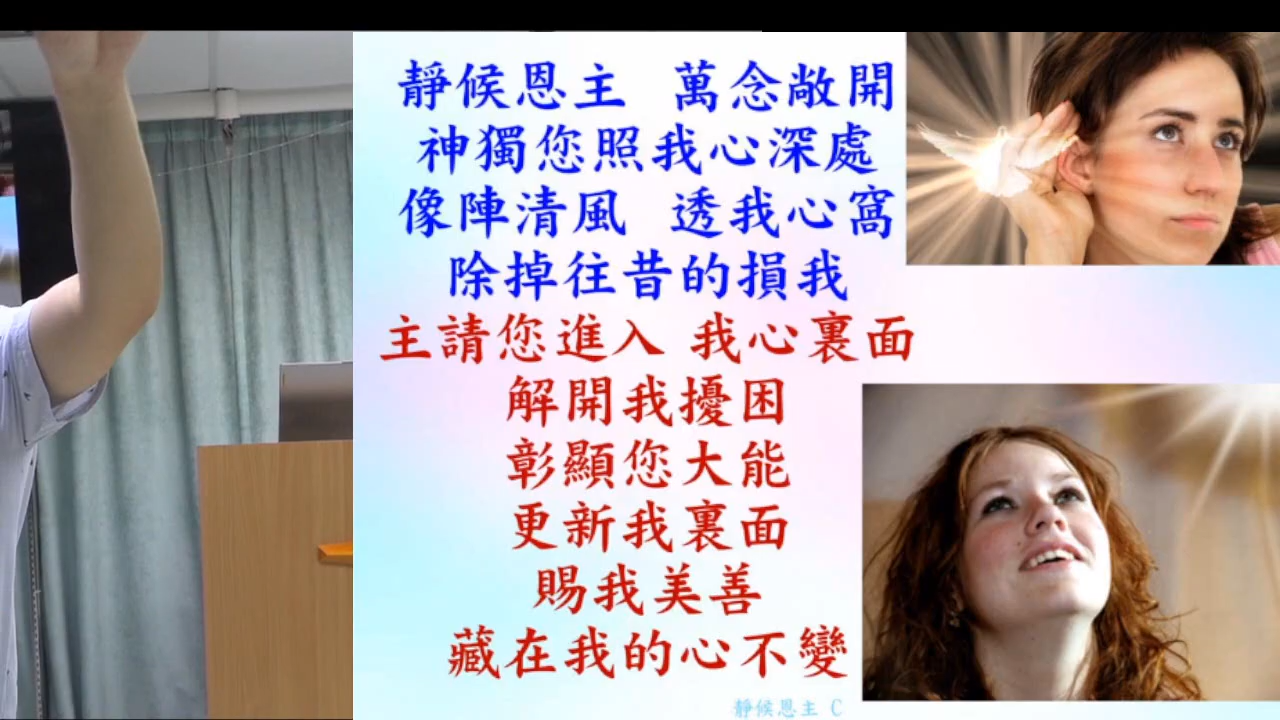 靜候恩主 萬念敞開
神獨您照我心深處
像陣清風 透我心窩
除掉往昔的損我
主請您進入 我心裏面
解開我擾困
彰顯您大能
更新我裏面
賜我美善
藏在我的心不變
靜候恩主 C